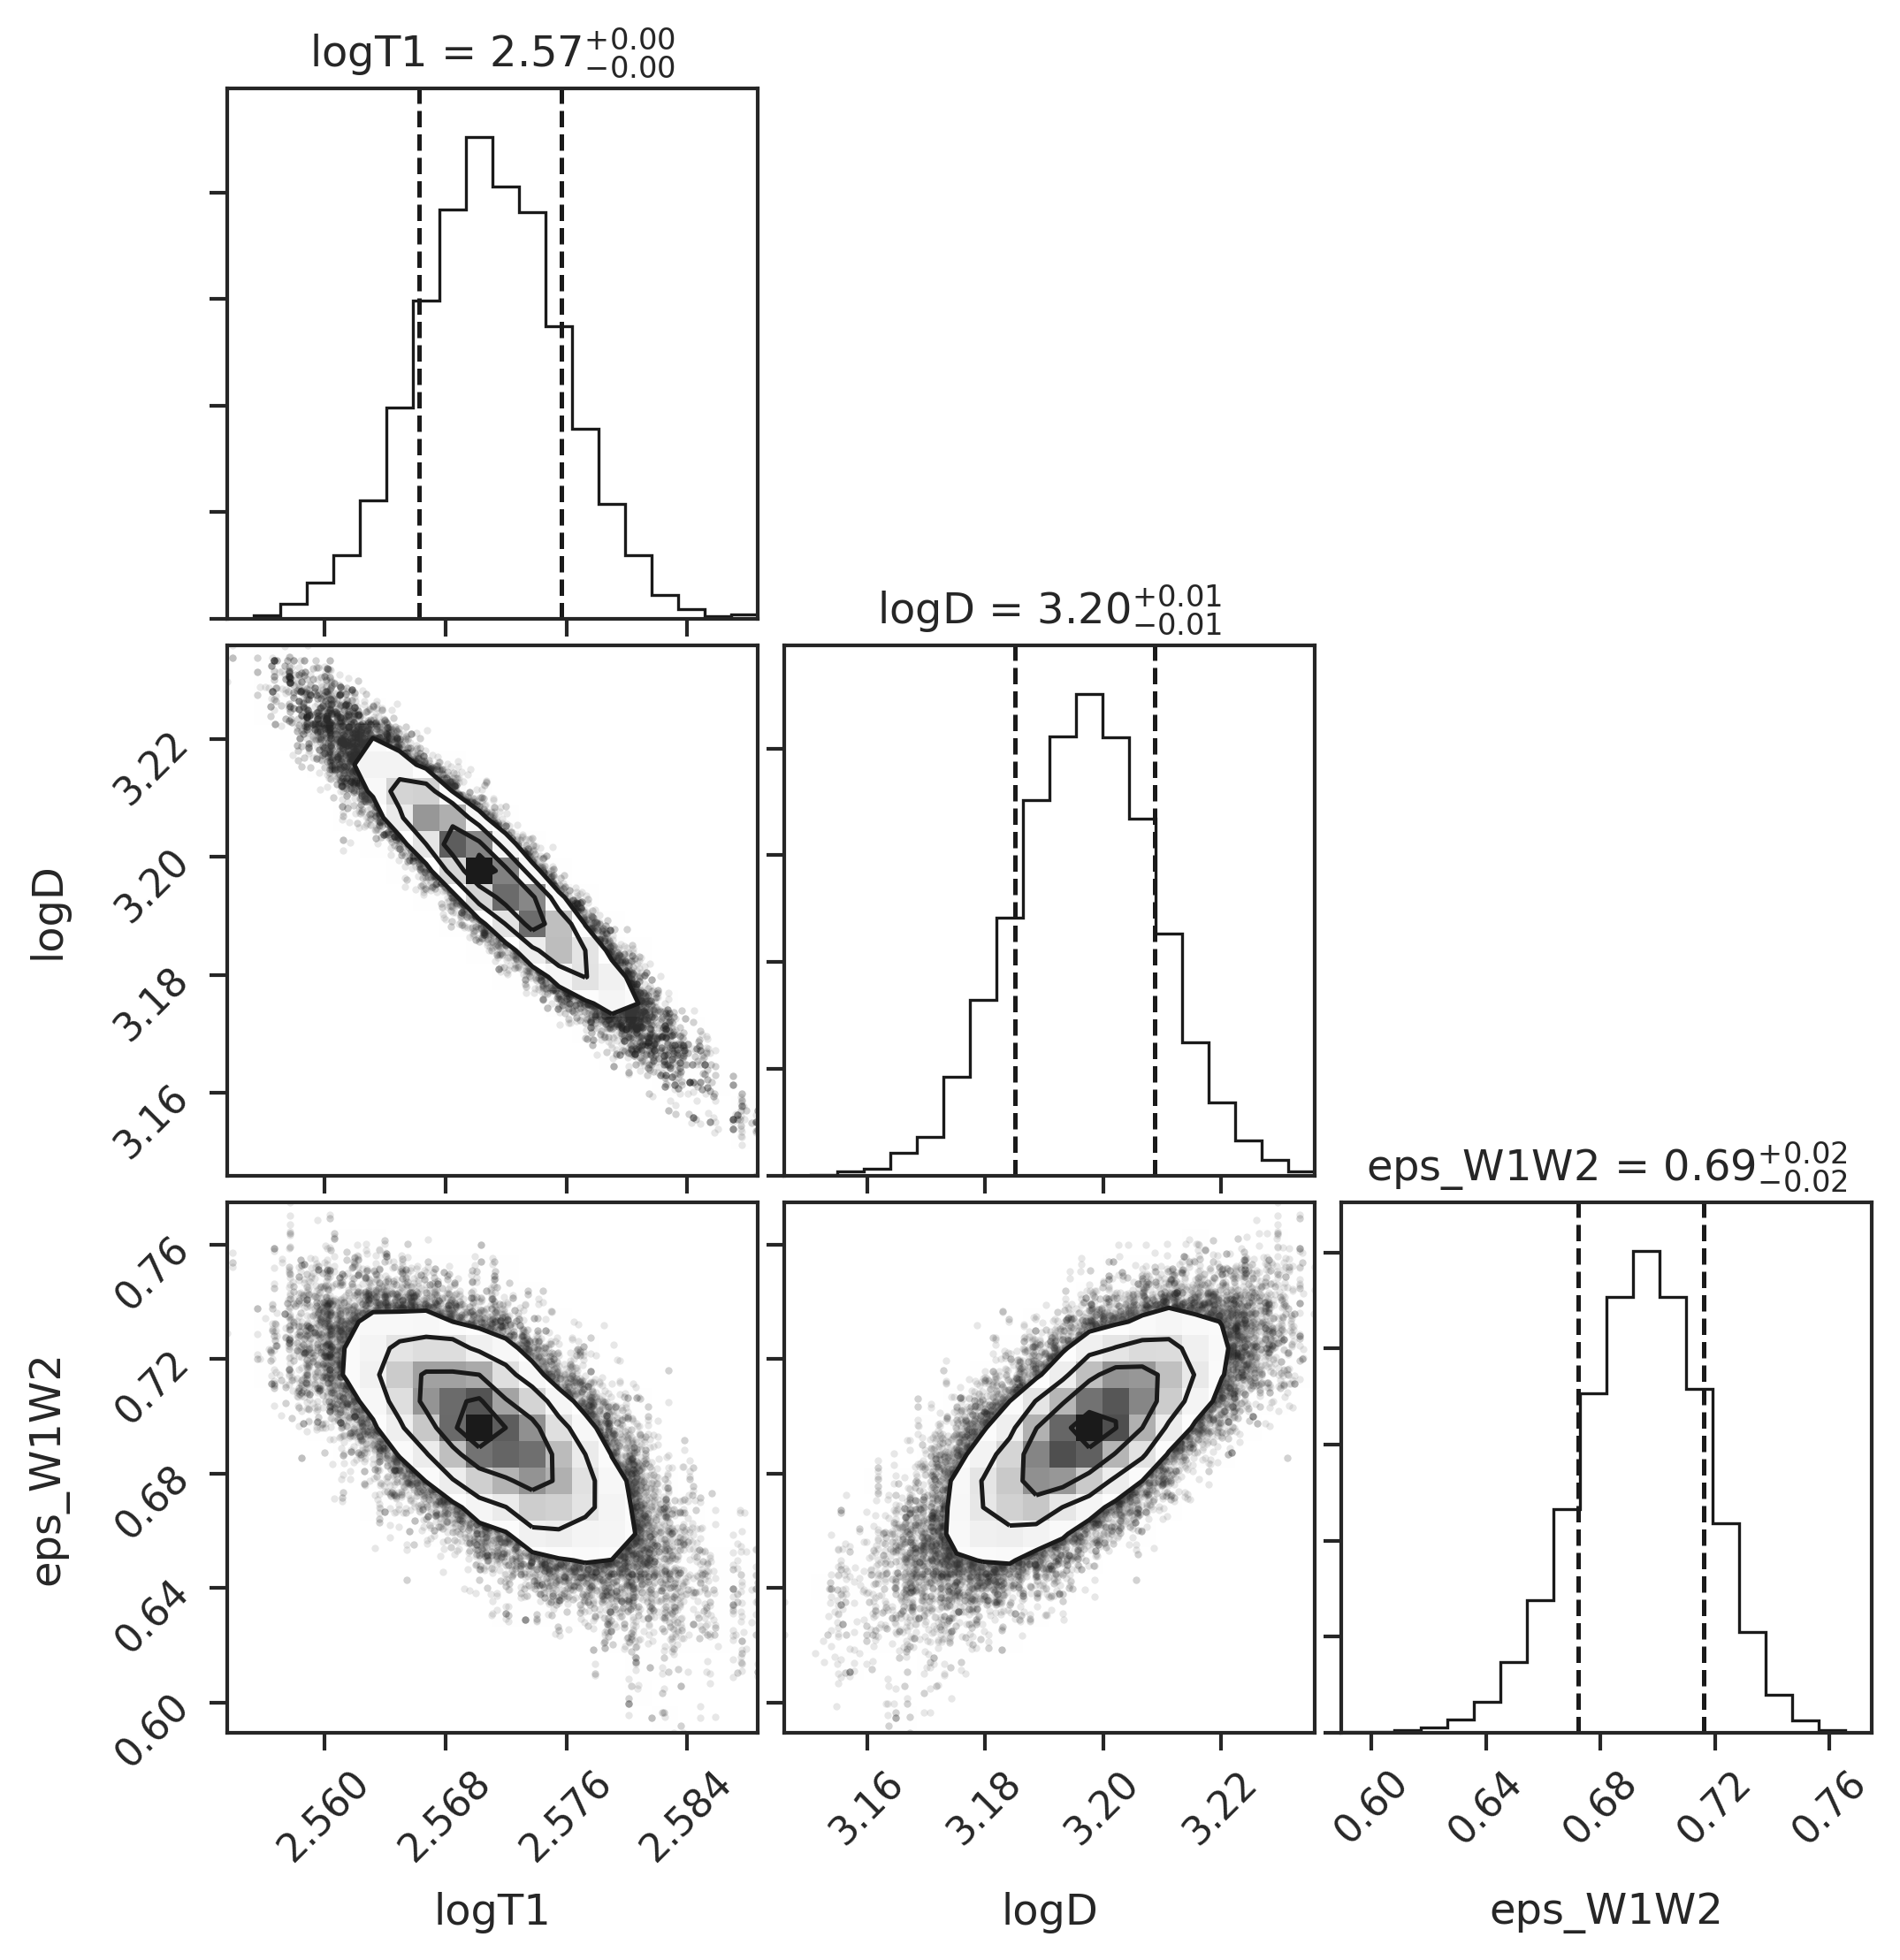 logT1 = 2.57+0.00 −0.00
logD = 3.20+0.01 −0.01
eps_W1W2 = 0.69+0.02 −0.02
logD
3.22
3.20
3.18
3.16
eps_W1W2
0.76
0.72
0.68
0.64
0.60
2.560 2.568 2.576 2.584
3.16 3.18 3.20 3.22
0.60 0.64 0.68 0.72 0.76
logT1
logD
eps_W1W2